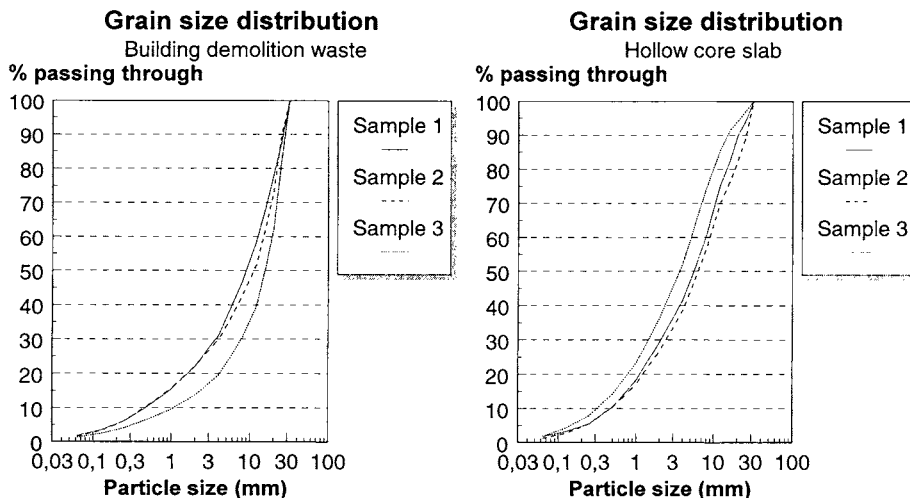 Grain size distribution
Building demolition waste
% passing through
100
90
80
70
60
50
40
30
20
10
0
0,03 0,1 0,3 1 3 10 30 100
Particle size (mm)
Sample 1
Sample 2
Sample 3
Grain size distribution
Hollow core slab
% passing through
100
90
80
70
60
50
40
30
20
10
0
0,03 0,1 0,3 1 3 10 30 100
Particle size (mm)
Sample 1
Sample 2
Sample 3